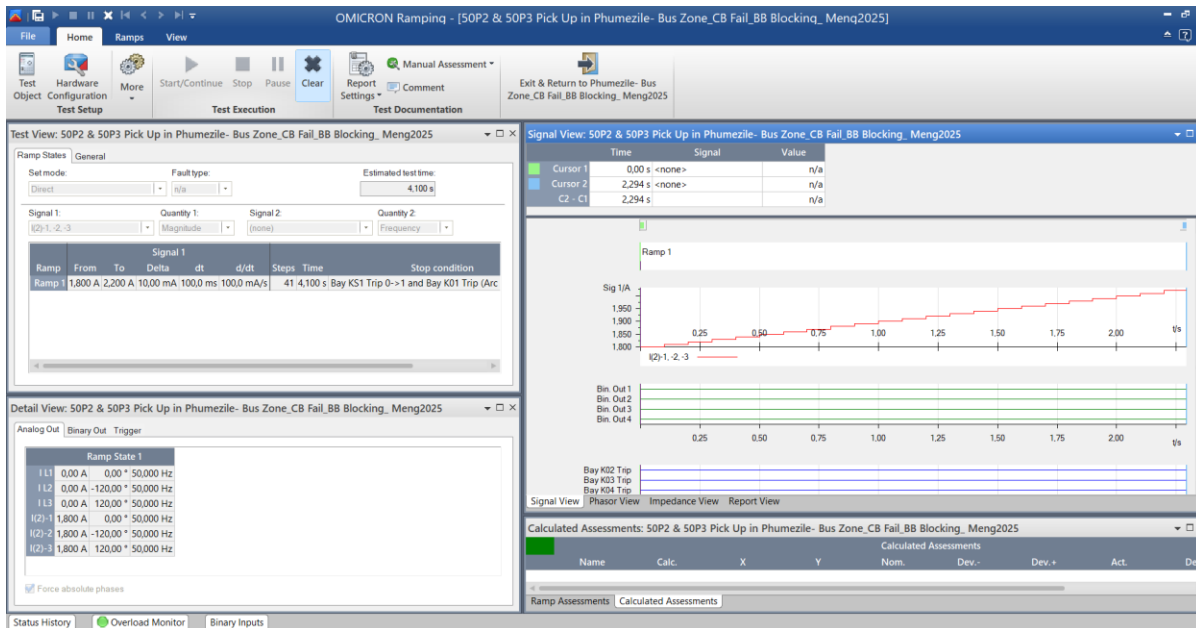 OMICRON Ramping - [50P2 & 50P3 Pick Up in Phumezile- Bus Zone_CB Fail_BB Blocking_ Meng2025]
File Home Ramps View
Test Object
Hardware Configuration
More
Test Setup
Start/Continue Stop Pause Clear
Test Execution
Report Settings
Manual Assessment
Comment
Test Documentation
Exit & Return to Phumezile- Bus
Zone_CB Fail_BB Blocking_ Meng2025
Test View: 50P2 & 50P3 Pick Up in Phumezile- Bus Zone_CB Fail_BB Blocking_ Meng2025
Ramp States General
Set mode: Fault type: Estimated test time:
Direct n/a 4,100 s
Signal 1: Quantity 1: Signal 2: Quantity 2:
I(2)-1, -2, -3 Magnitude (none) Frequency
Signal 1
Ramp From To Delta dt d/dt Steps Time Stop condition
Ramp 1 1,800 A 2,200 A 10,00 mA 100,0 ms 100,0 mA/s 41 4,100 s Bay KS1 Trip 0->1 and Bay K01 Trip (Arc
Detail View: 50P2 & 50P3 Pick Up in Phumezile- Bus Zone_CB Fail_BB Blocking_ Meng2025
Analog Out Binary Out Trigger
Ramp State 1
I L1 0,00 A 0,00 ° 50,000 Hz
I L2 0,00 A -120,00 ° 50,000 Hz
I L3 0,00 A 120,00 ° 50,000 Hz
I(2)-1 1,800 A 0,00 ° 50,000 Hz
I(2)-2 1,800 A -120,00 ° 50,000 Hz
I(2)-3 1,800 A 120,00 ° 50,000 Hz
Force absolute phases
Signal View: 50P2 & 50P3 Pick Up in Phumezile- Bus Zone_CB Fail_BB Blocking_ Meng2025
Time Signal Value
Cursor 1 0,00 s <none> n/a
Cursor 2 2,294 s <none> n/a
C2 - C1 2,294 s n/a
Ramp 1
Sig 1/A
1,950
1,900
1,850
1,800
0,25 0,50 0,75 1,00 1,25 1,50 1,75 2,00 t/s
I(2)-1, -2, -3
Bin. Out 1
Bin. Out 2
Bin. Out 3
Bin. Out 4
0,25 0,50 0,75 1,00 1,25 1,50 1,75 2,00 t/s
Bay K02 Trip
Bay K03 Trip
Bay K04 Trip
Signal View Phasor View Impedance View Report View
Calculated Assessments: 50P2 & 50P3 Pick Up in Phumezile- Bus Zone_CB Fail_BB Blocking_ Meng2025
Calculated Assessments
Name Calc. X Y Nom. Dev.- Dev.+ Act. De
Ramp Assessments Calculated Assessments
Status History Overload Monitor Binary Inputs